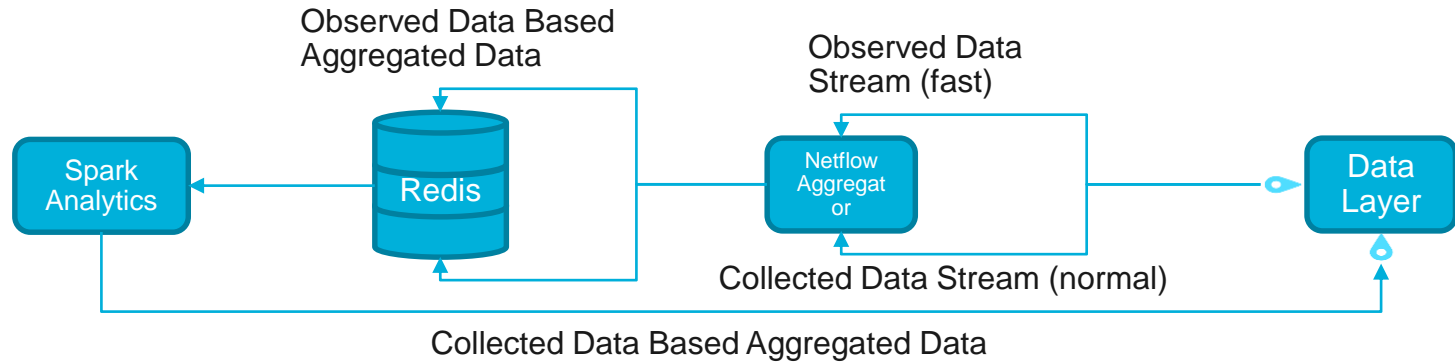 Observed Data Based
Aggregated Data
Observed Data
Stream (fast)
Spark
Analytics
Redis
Netflow
Aggregat
or
Data
Layer
Collected Data Stream (normal)
Collected Data Based Aggregated Data